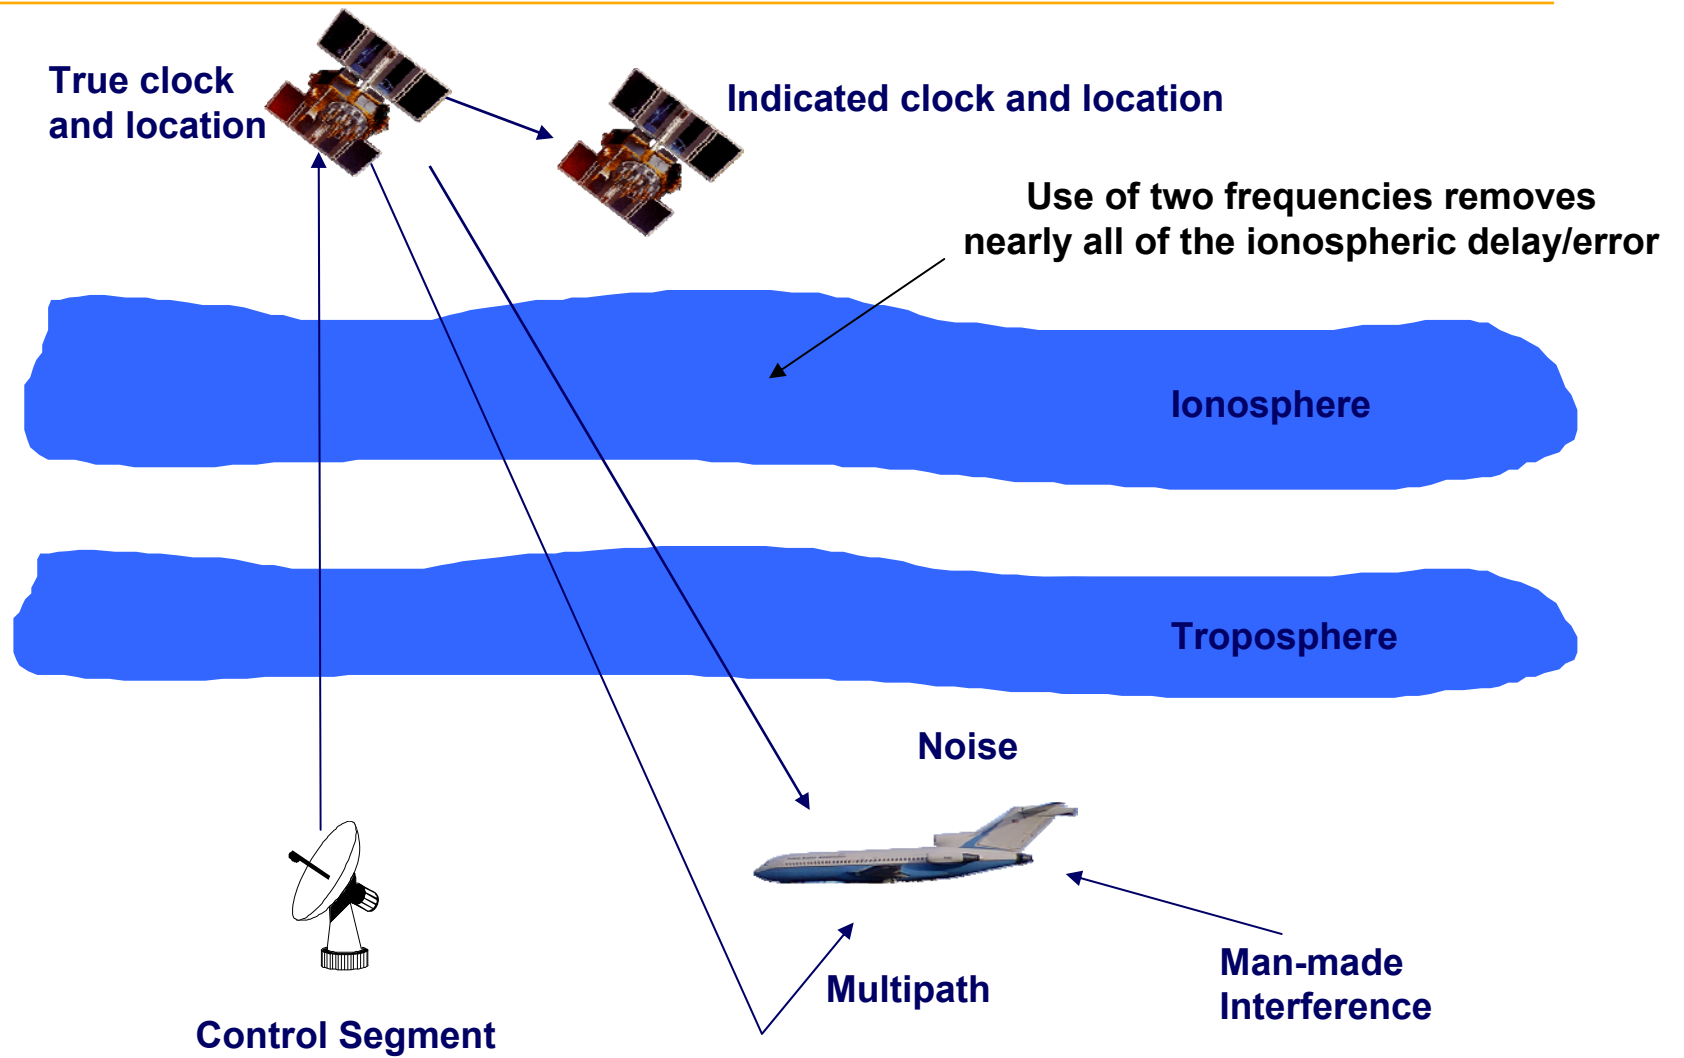 True clock
and location
Indicated clock and location
Use of two frequencies removes
nearly all of the ionospheric delay/error
Ionosphere
Troposphere
Noise
Multipath
Man-made
Interference
Control Segment